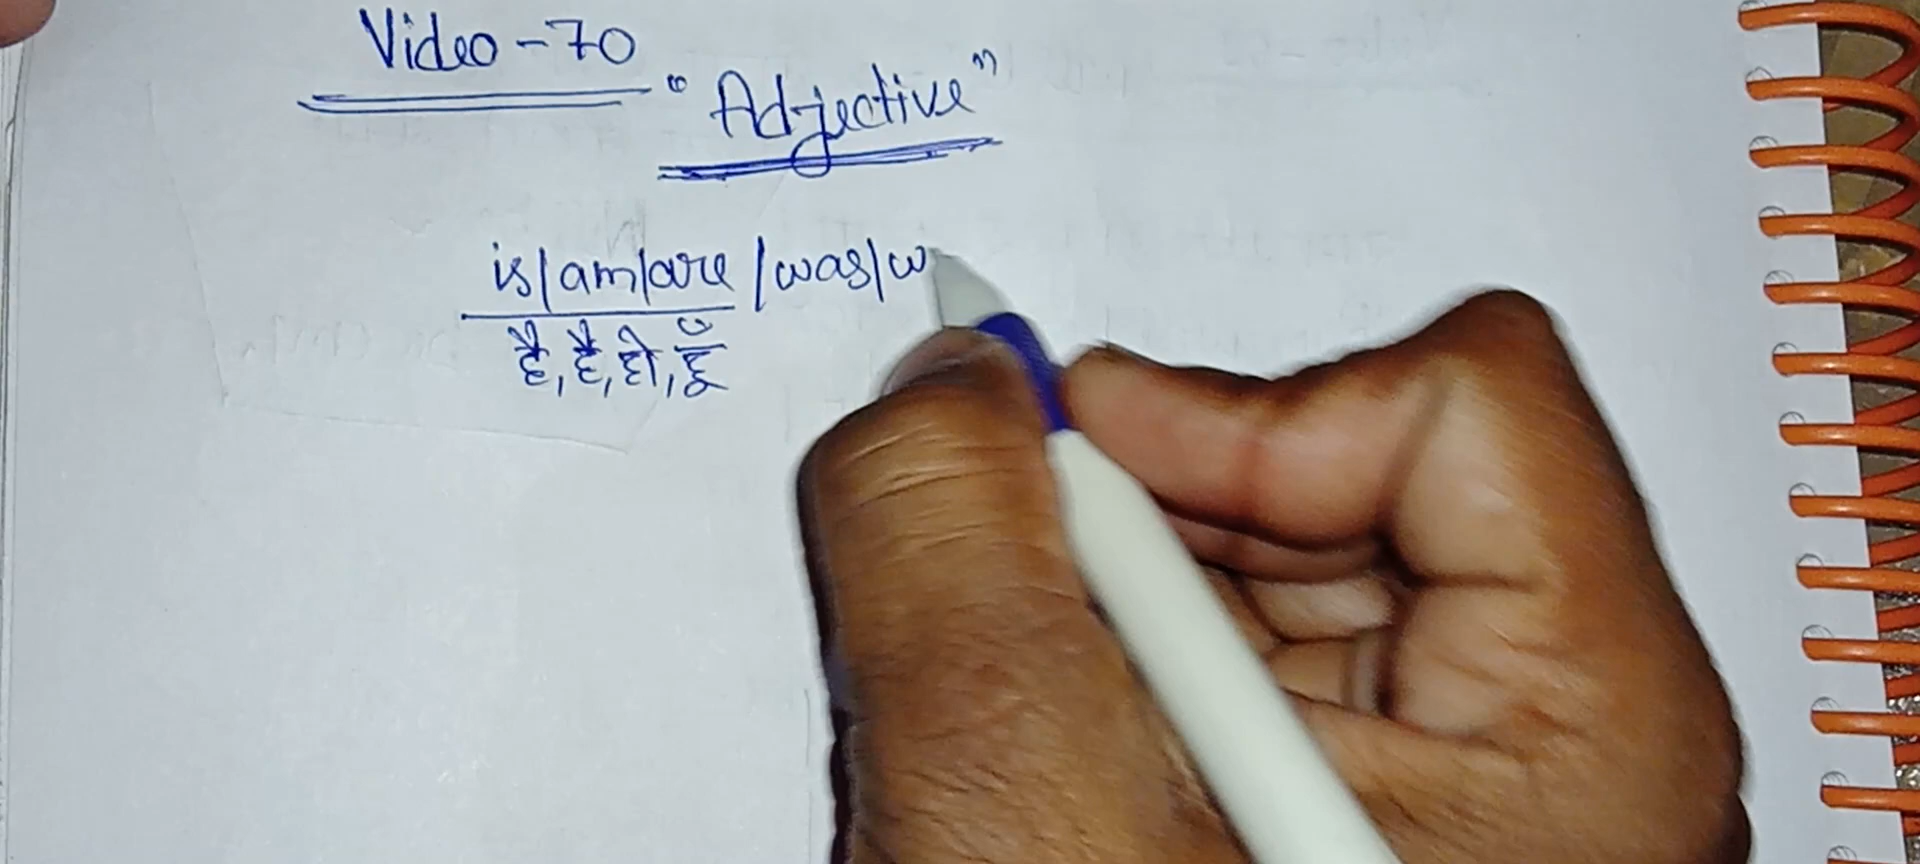 Video-70
"Adjective"
is/am/are/was/w
है, है, हो, हूँ